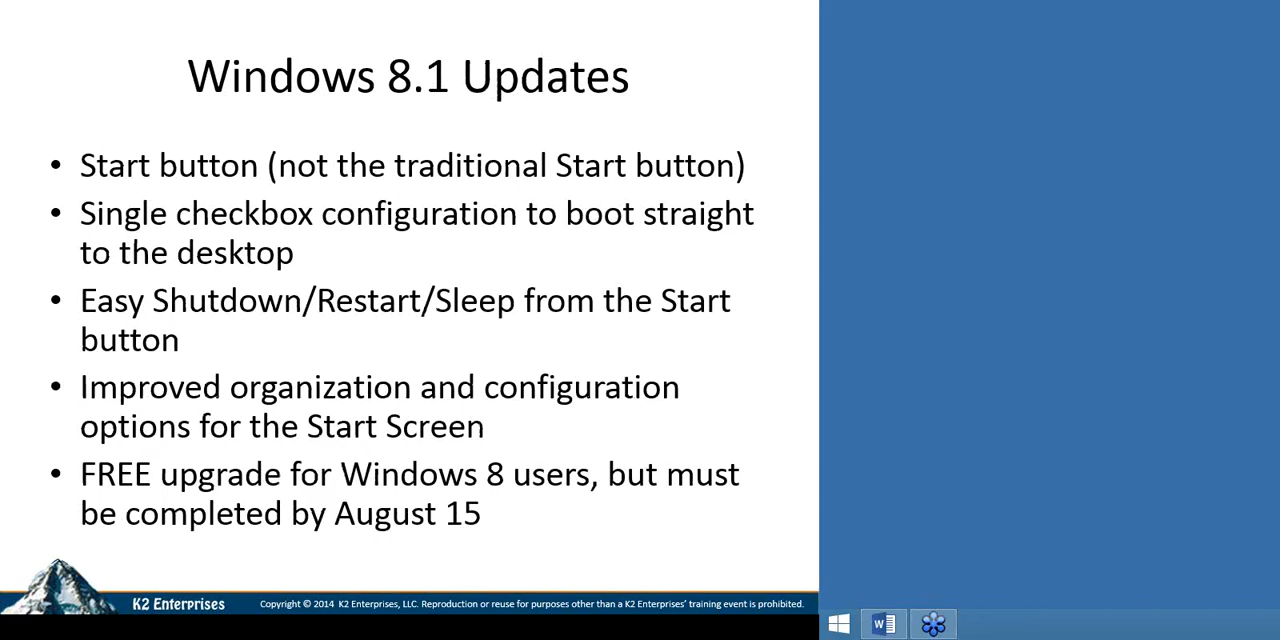 Windows 8.1 Updates
• Start button (not the traditional Start button)
• Single checkbox configuration to boot straight
to the desktop
• Easy Shutdown/Restart/Sleep from the Start
button
• Improved organization and configuration
options for the Start Screen
• FREE upgrade for Windows 8 users, but must
be completed by August 15
K2 Enterprises
Copyright © 2014 K2 Enterprises, LLC. Reproduction or reuse for purposes other than a K2 Enterprises' training event is prohibited.
W